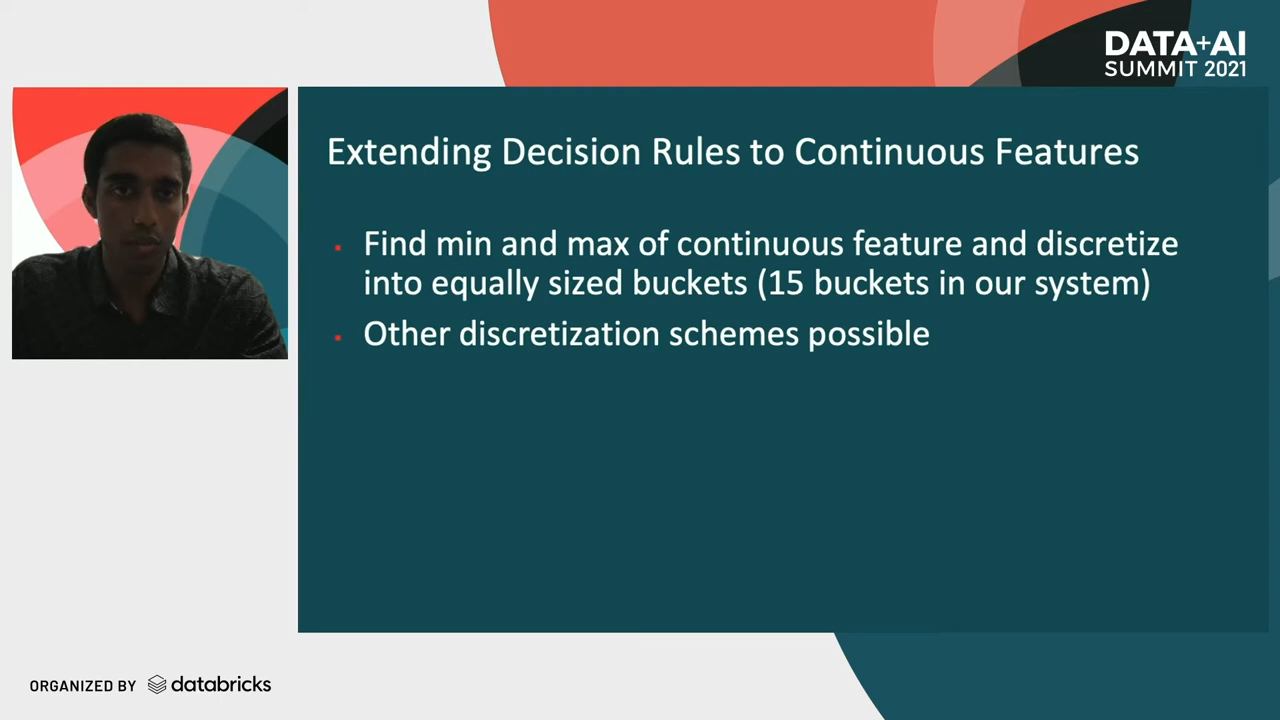 DATA+AI
SUMMIT 2021
Extending Decision Rules to Continuous Features
Find min and max of continuous feature and discretize
into equally sized buckets (15 buckets in our system)
Other discretization schemes possible
ORGANIZED BY databricks